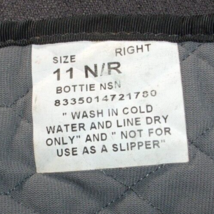 SIZE RIGHT
11 N/R
BOTTIE NSN
8335014721780
" WASH IN COLD
WATER AND LINE DRY
ONLY" AND " NOT FOR
USE AS A SLIPPER"